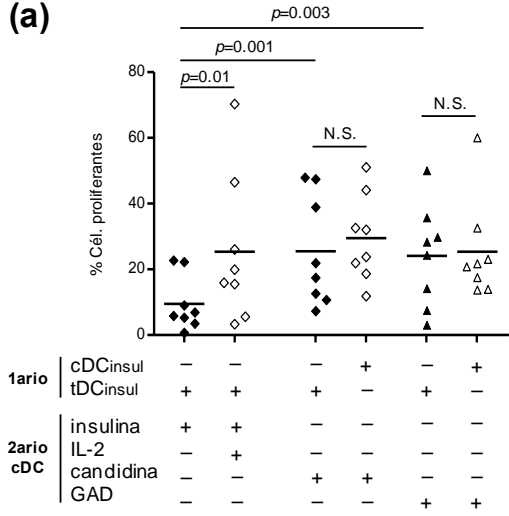 (a)
p=0.003
p=0.001
p=0.01
N.S.
N.S.
% Cél. proliferantes
80
60
40
20
0
1ario
cDCinsul − − − + − +
tDCinsul + + + − + −
2ario
cDC
insulina + + − − − −
IL-2 − + − − − −
candidina − − + + − −
GAD − − − − + +